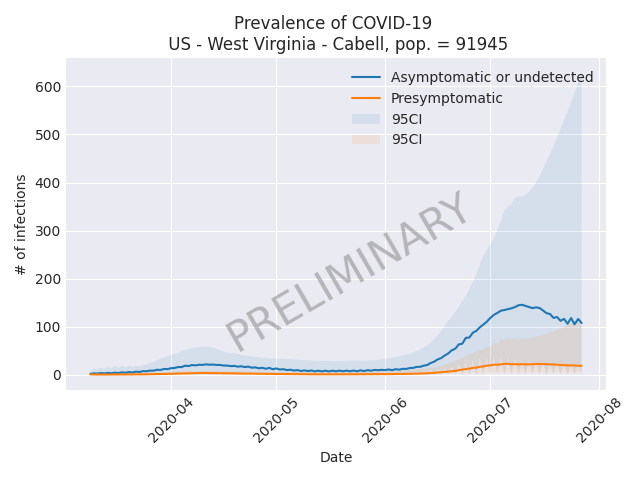 Prevalence of COVID-19
US - West Virginia - Cabell, pop. = 91945
Asymptomatic or undetected
Presymptomatic
95CI
95CI
PRELIMINARY
# of infections
600
500
400
300
200
100
0
2020-04
2020-05
2020-06
2020-07
2020-08
Date